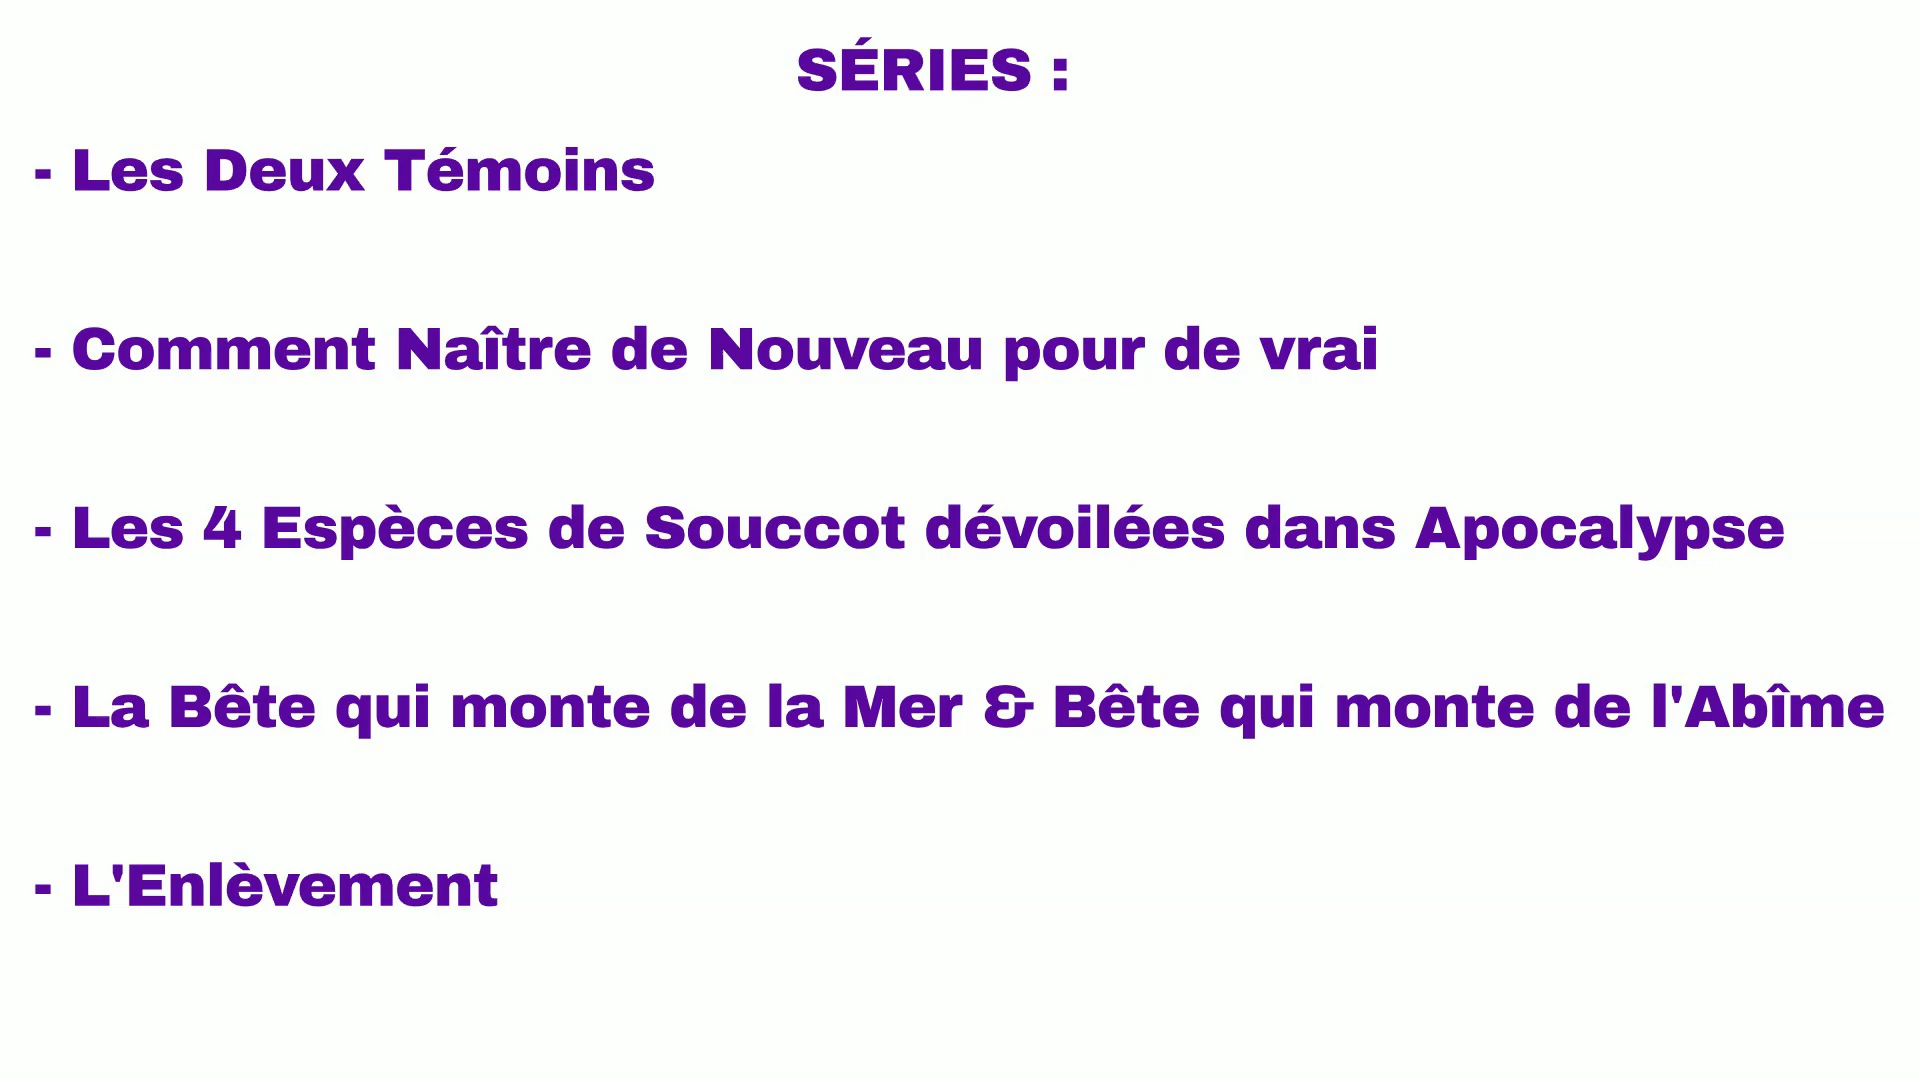 SÉRIES :
- Les Deux Témoins
- Comment Naître de Nouveau pour de vrai
- Les 4 Espèces de Souccot dévoilées dans Apocalypse
- La Bête qui monte de la Mer & Bête qui monte de l'Abîme
- L'Enlèvement